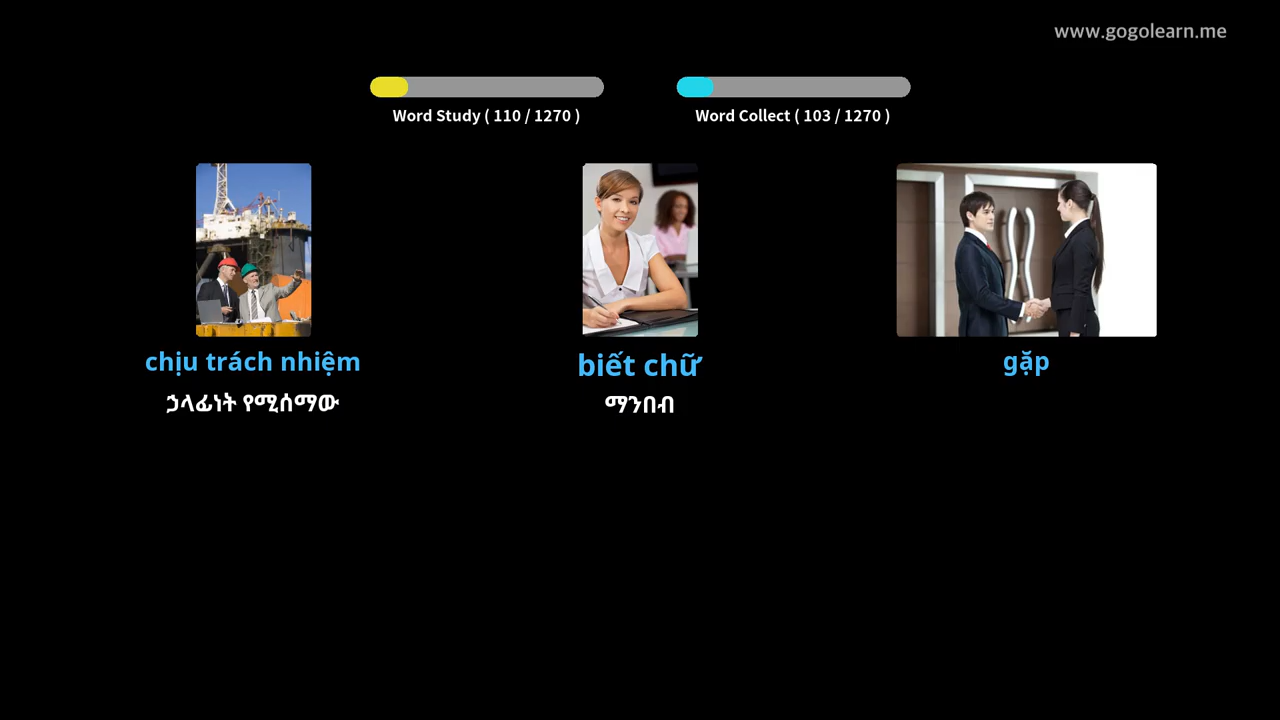 www.gogolearn.me
Word Study ( 110 / 1270 )
Word Collect ( 103 / 1270 )
chịu trách nhiệm
biết chữ
gặp
ኃላፊነት የሚሰማው
ማንበብ